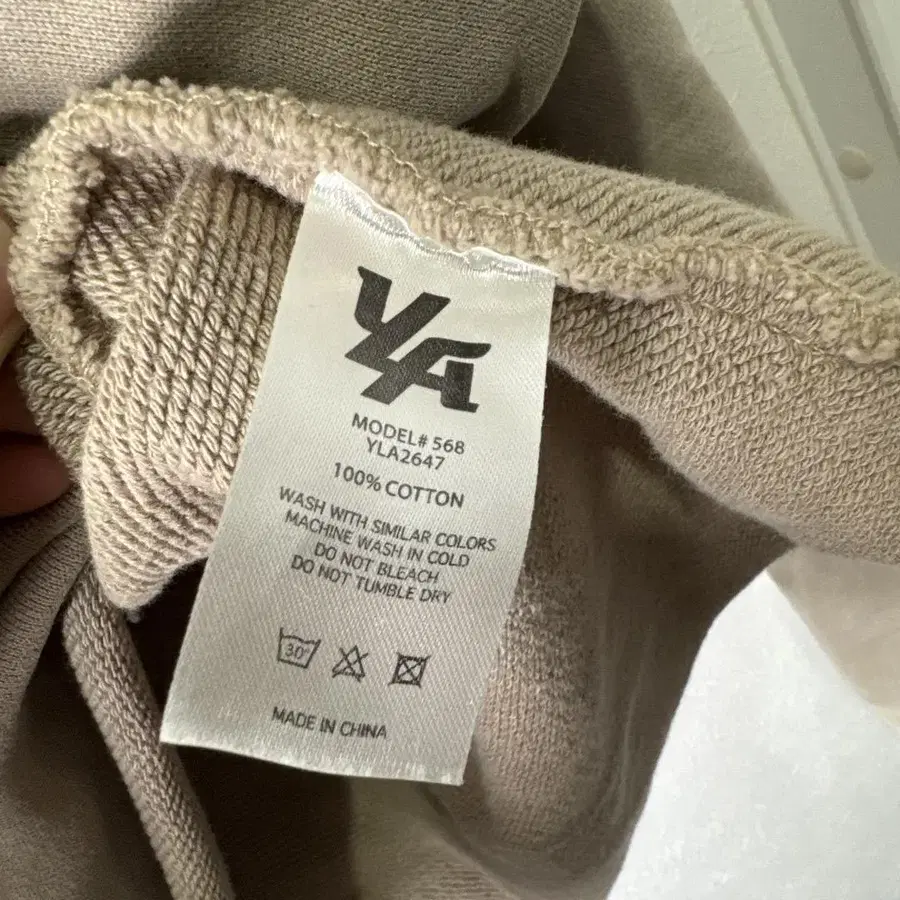 YLA
MODEL# 568
YLA2647
100% COTTON
WASH WITH SIMILAR COLORS
MACHINE WASH IN COLD
DO NOT BLEACH
DO NOT TUMBLE DRY
30°
MADE IN CHINA